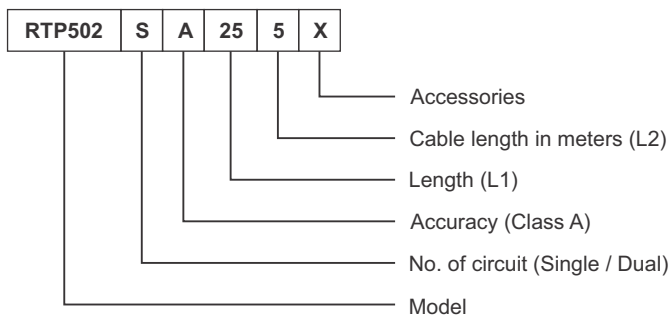 RTP502 S A 25 5 X
Accessories
Cable length in meters (L2)
Length (L1)
Accuracy (Class A)
No. of circuit (Single / Dual)
Model